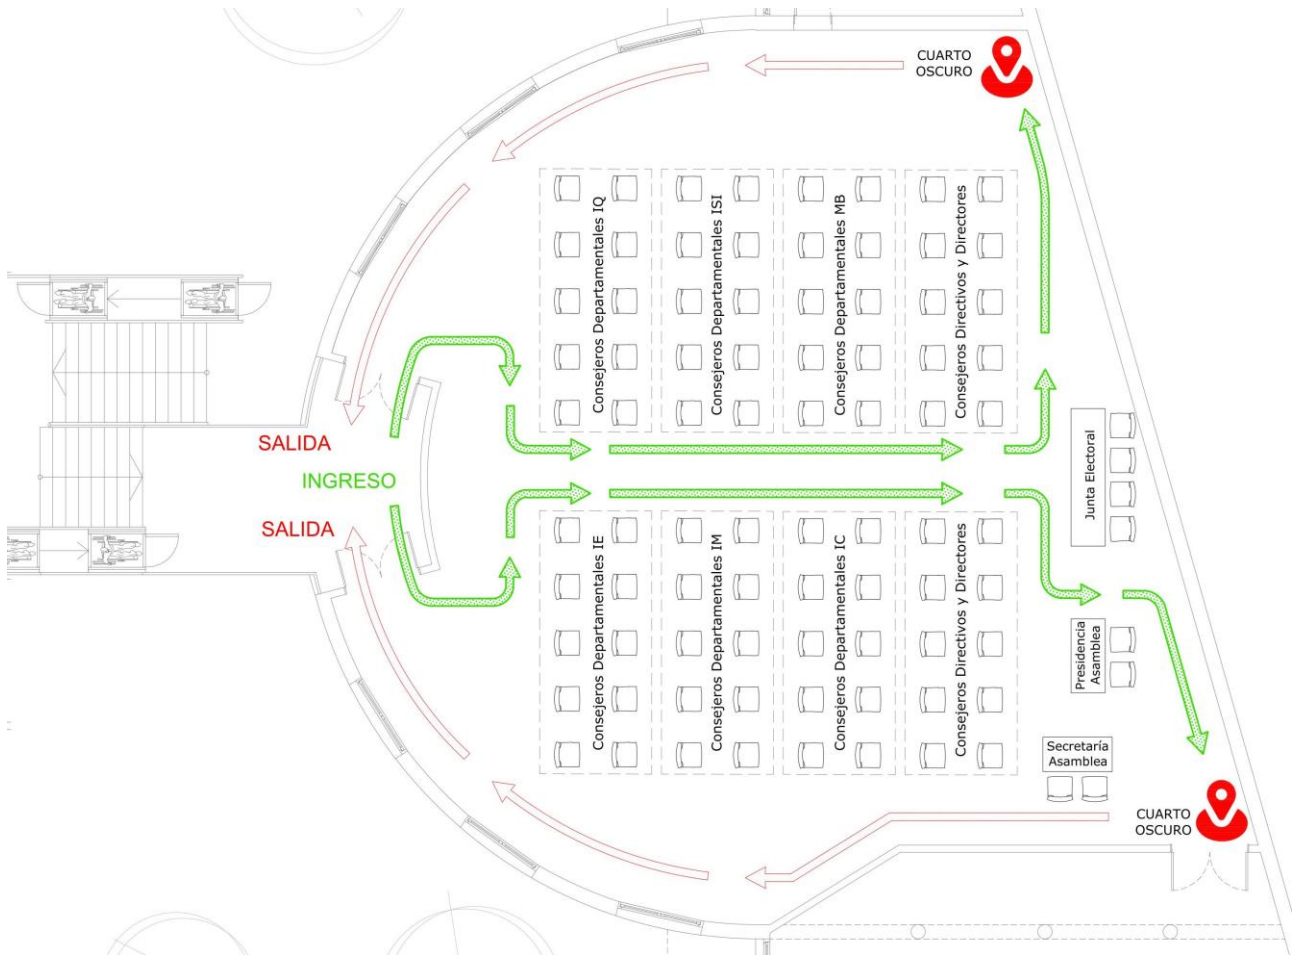 CUARTO
OSCURO
Consejeros Departamentales IQ
Consejeros Departamentales ISI
Consejeros Departamentales MB
Consejeros Directivos y Directores
SALIDA
INGRESO
SALIDA
Junta Electoral
Consejeros Departamentales IE
Consejeros Departamentales IM
Consejeros Departamentales IC
Consejeros Directivos y Directores
Presidencia
Asamblea
Secretaría
Asamblea
CUARTO
OSCURO